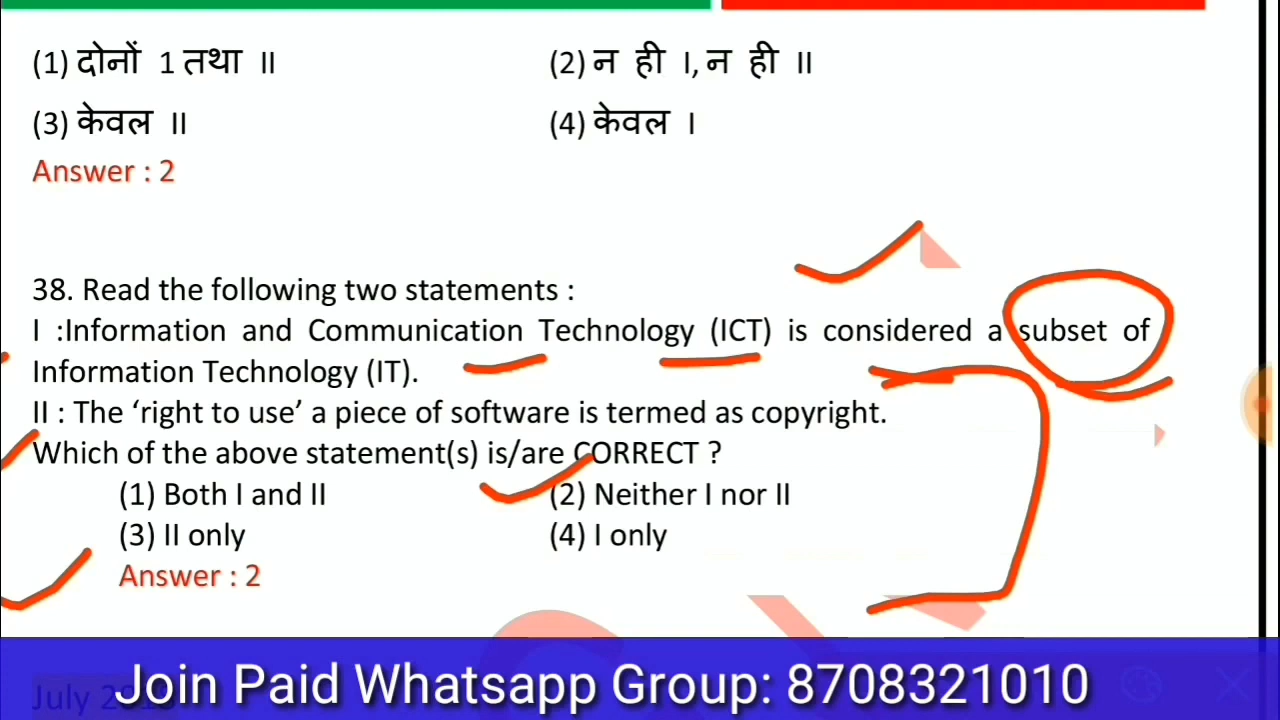 (1) दोनों 1 तथा II (2) न ही I, न ही II
(3) केवल II (4) केवल I
Answer : 2
38. Read the following two statements :
I :Information and Communication Technology (ICT) is considered a subset of
Information Technology (IT).
II : The ‘right to use’ a piece of software is termed as copyright.
Which of the above statement(s) is/are CORRECT ?
(1) Both I and II (2) Neither I nor II
(3) II only (4) I only
Answer : 2
Join Paid Whatsapp Group: 8708321010
July